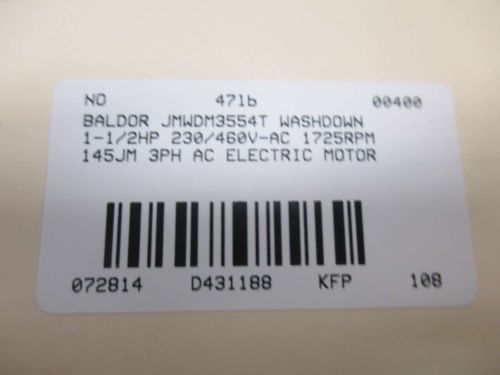 NO 47lb 00400
BALDOR JMWDM3554T WASHDOWN
1-1/2HP 230/460V-AC 1725RPM
145JM 3PH AC ELECTRIC MOTOR
072814 D431188 KFP 108